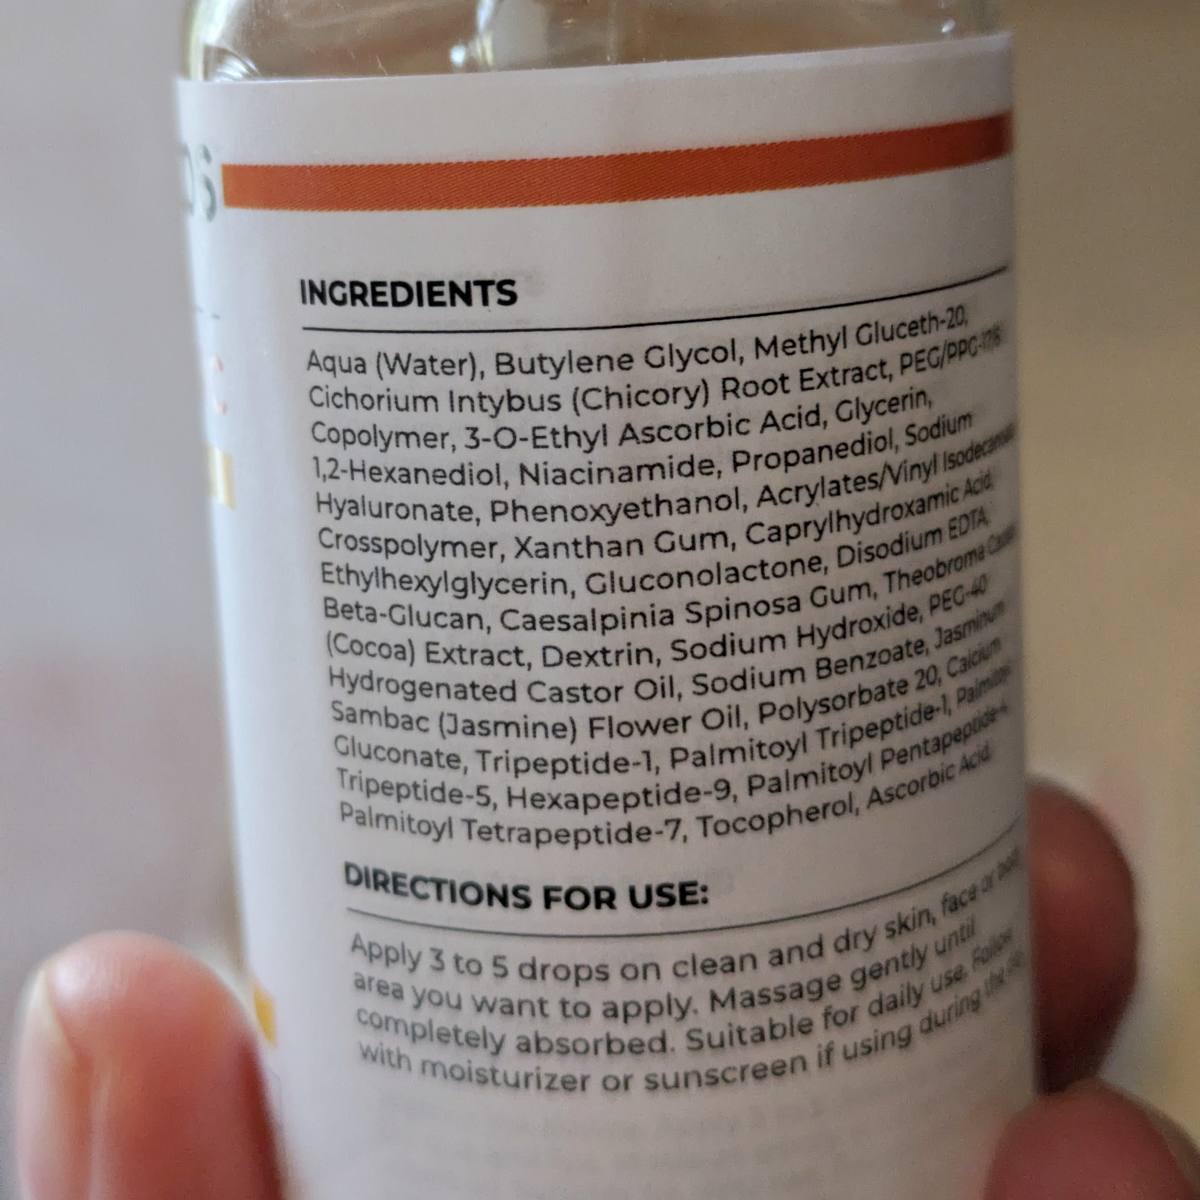 INGREDIENTS
Aqua (Water), Butylene Glycol, Methyl Gluceth-20,
Cichorium Intybus (Chicory) Root Extract, PEG/PPG-17/6
Copolymer, 3-O-Ethyl Ascorbic Acid, Glycerin,
1,2-Hexanediol, Niacinamide, Propanediol, Sodium
Hyaluronate, Phenoxyethanol, Acrylates/Vinyl Isodecanoate
Crosspolymer, Xanthan Gum, Caprylhydroxamic Acid,
Ethylhexylglycerin, Gluconolactone, Disodium EDTA,
Beta-Glucan, Caesalpinia Spinosa Gum, Theobroma Cacao
(Cocoa) Extract, Dextrin, Sodium Hydroxide, PEG-40
Hydrogenated Castor Oil, Sodium Benzoate, Jasminum
Sambac (Jasmine) Flower Oil, Polysorbate 20, Calcium
Gluconate, Tripeptide-1, Palmitoyl Tripeptide-1, Palmitoyl
Tripeptide-5, Hexapeptide-9, Palmitoyl Pentapeptide-4,
Palmitoyl Tetrapeptide-7, Tocopherol, Ascorbic Acid.
DIRECTIONS FOR USE:
Apply 3 to 5 drops on clean and dry skin, face or body
area you want to apply. Massage gently until
completely absorbed. Suitable for daily use. Follow
with moisturizer or sunscreen if using during the day.